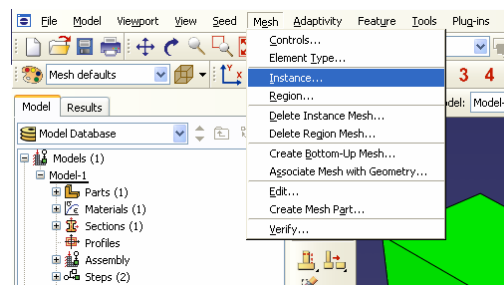 File Model Viewport View Seed Mesh Adaptivity Feature Tools Plug-ins
Controls...
Element Type...
Mesh defaults
Instance...
3 4
Region...
Model Results
del: Model-
Delete Instance Mesh...
Model Database
Delete Region Mesh...
Create Bottom-Up Mesh...
Models (1)
Associate Mesh with Geometry...
Model-1
Edit...
Parts (1)
Create Mesh Part...
Materials (1)
Verify...
Sections (1)
Profiles
Assembly
Steps (2)